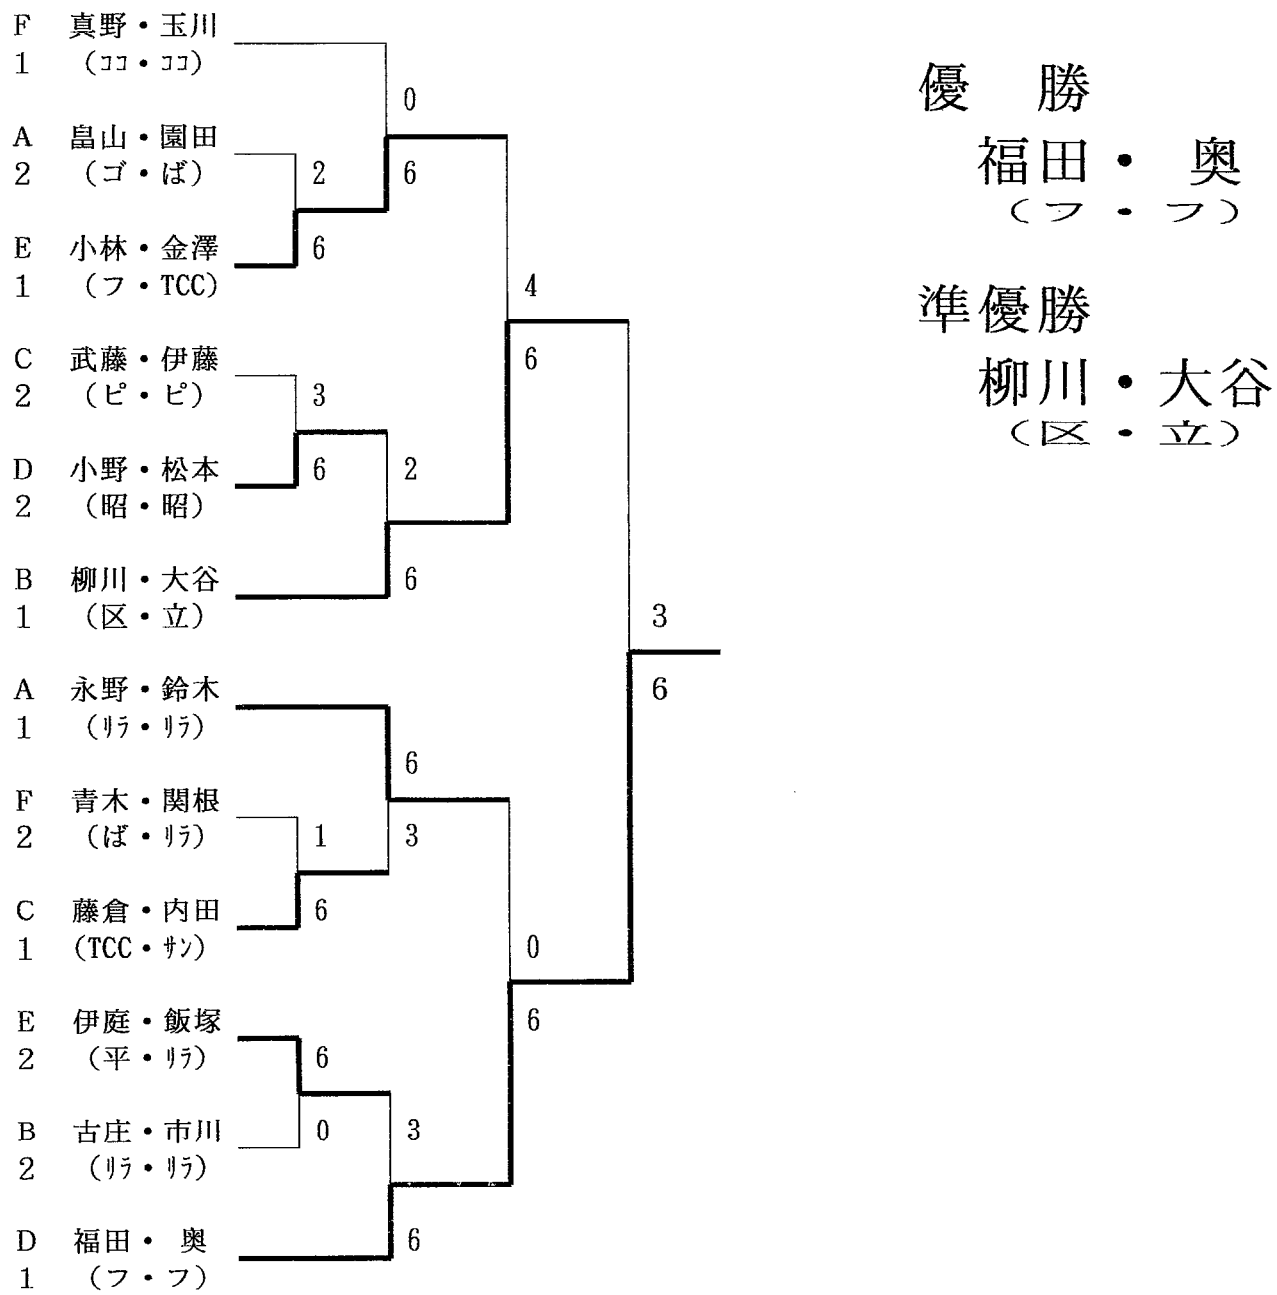 F 真野・玉川
1 (ｺｺ・ｺｺ)
0
A 畠山・園田
2 (ゴ・ば)
2
6
E 小林・金澤
6
1 (フ・TCC)
4
C 武藤・伊藤
6
2 (ピ・ピ)
3
D 小野・松本
6
2
2 (昭・昭)
B 柳川・大谷
6
1 (区・立)
3
A 永野・鈴木
6
1 (ﾘﾗ・ﾘﾗ)
6
F 青木・関根
2 (ば・ﾘﾗ)
1
3
C 藤倉・内田
6
1 (TCC・ｻﾝ)
0
E 伊庭・飯塚
6
2 (平・ﾘﾗ)
6
B 古庄・市川
0
3
2 (ﾘﾗ・ﾘﾗ)
D 福田・ 奥
6
1 (フ・フ)
優 勝
福田・ 奥
(フ・フ)
準優勝
柳川・大谷
(区・立)